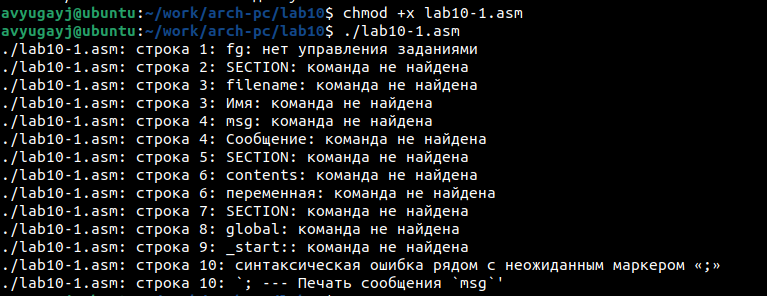 avyugayj@ubuntu:~/work/arch-pc/lab10$ chmod +x lab10-1.asm
avyugayj@ubuntu:~/work/arch-pc/lab10$ ./lab10-1.asm
./lab10-1.asm: строка 1: fg: нет управления заданиями
./lab10-1.asm: строка 2: SECTION: команда не найдена
./lab10-1.asm: строка 3: filename: команда не найдена
./lab10-1.asm: строка 3: Имя: команда не найдена
./lab10-1.asm: строка 4: msg: команда не найдена
./lab10-1.asm: строка 4: Сообщение: команда не найдена
./lab10-1.asm: строка 5: SECTION: команда не найдена
./lab10-1.asm: строка 6: contents: команда не найдена
./lab10-1.asm: строка 6: переменная: команда не найдена
./lab10-1.asm: строка 7: SECTION: команда не найдена
./lab10-1.asm: строка 8: global: команда не найдена
./lab10-1.asm: строка 9: _start:: команда не найдена
./lab10-1.asm: строка 10: синтаксическая ошибка рядом с неожиданным маркером «;»
./lab10-1.asm: строка 10: `; --- Печать сообщения `msg`'